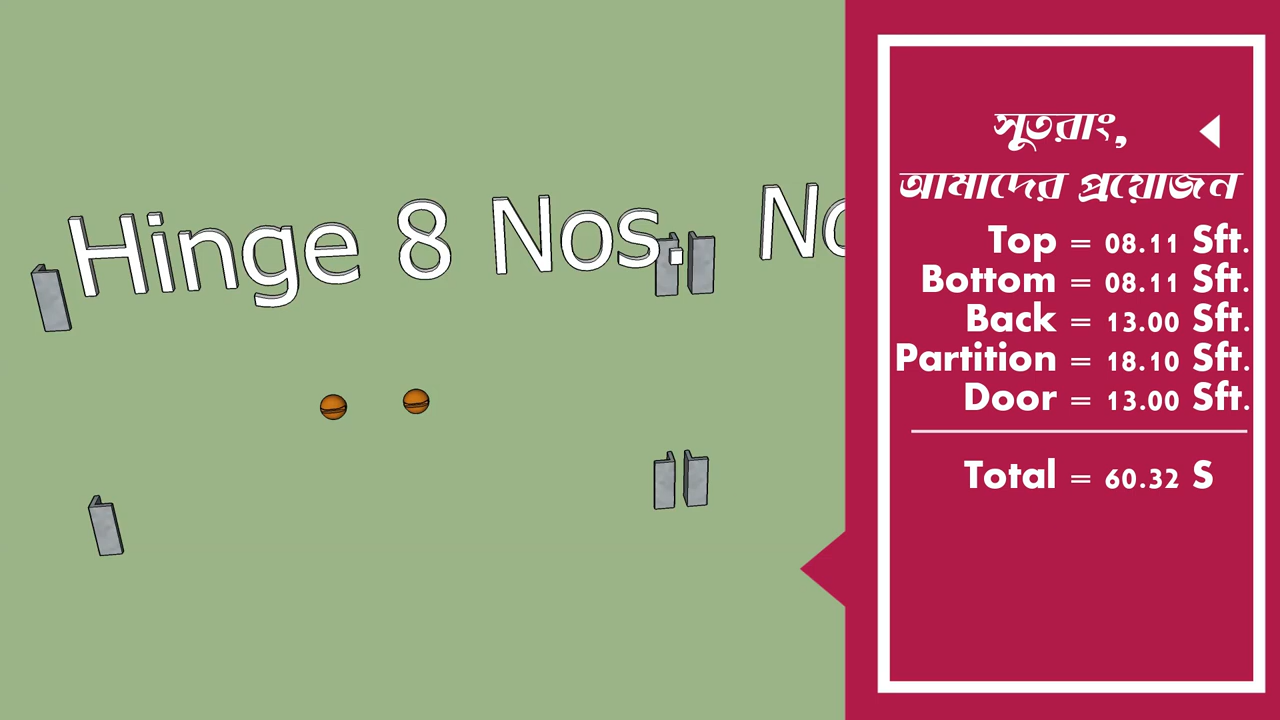 Hinge 8 Nos. No
সুতরাং,
আমাদের প্রয়োজন
Top = 08.11 Sft.
Bottom = 08.11 Sft.
Back = 13.00 Sft.
Partition = 18.10 Sft.
Door = 13.00 Sft.
Total = 60.32 S